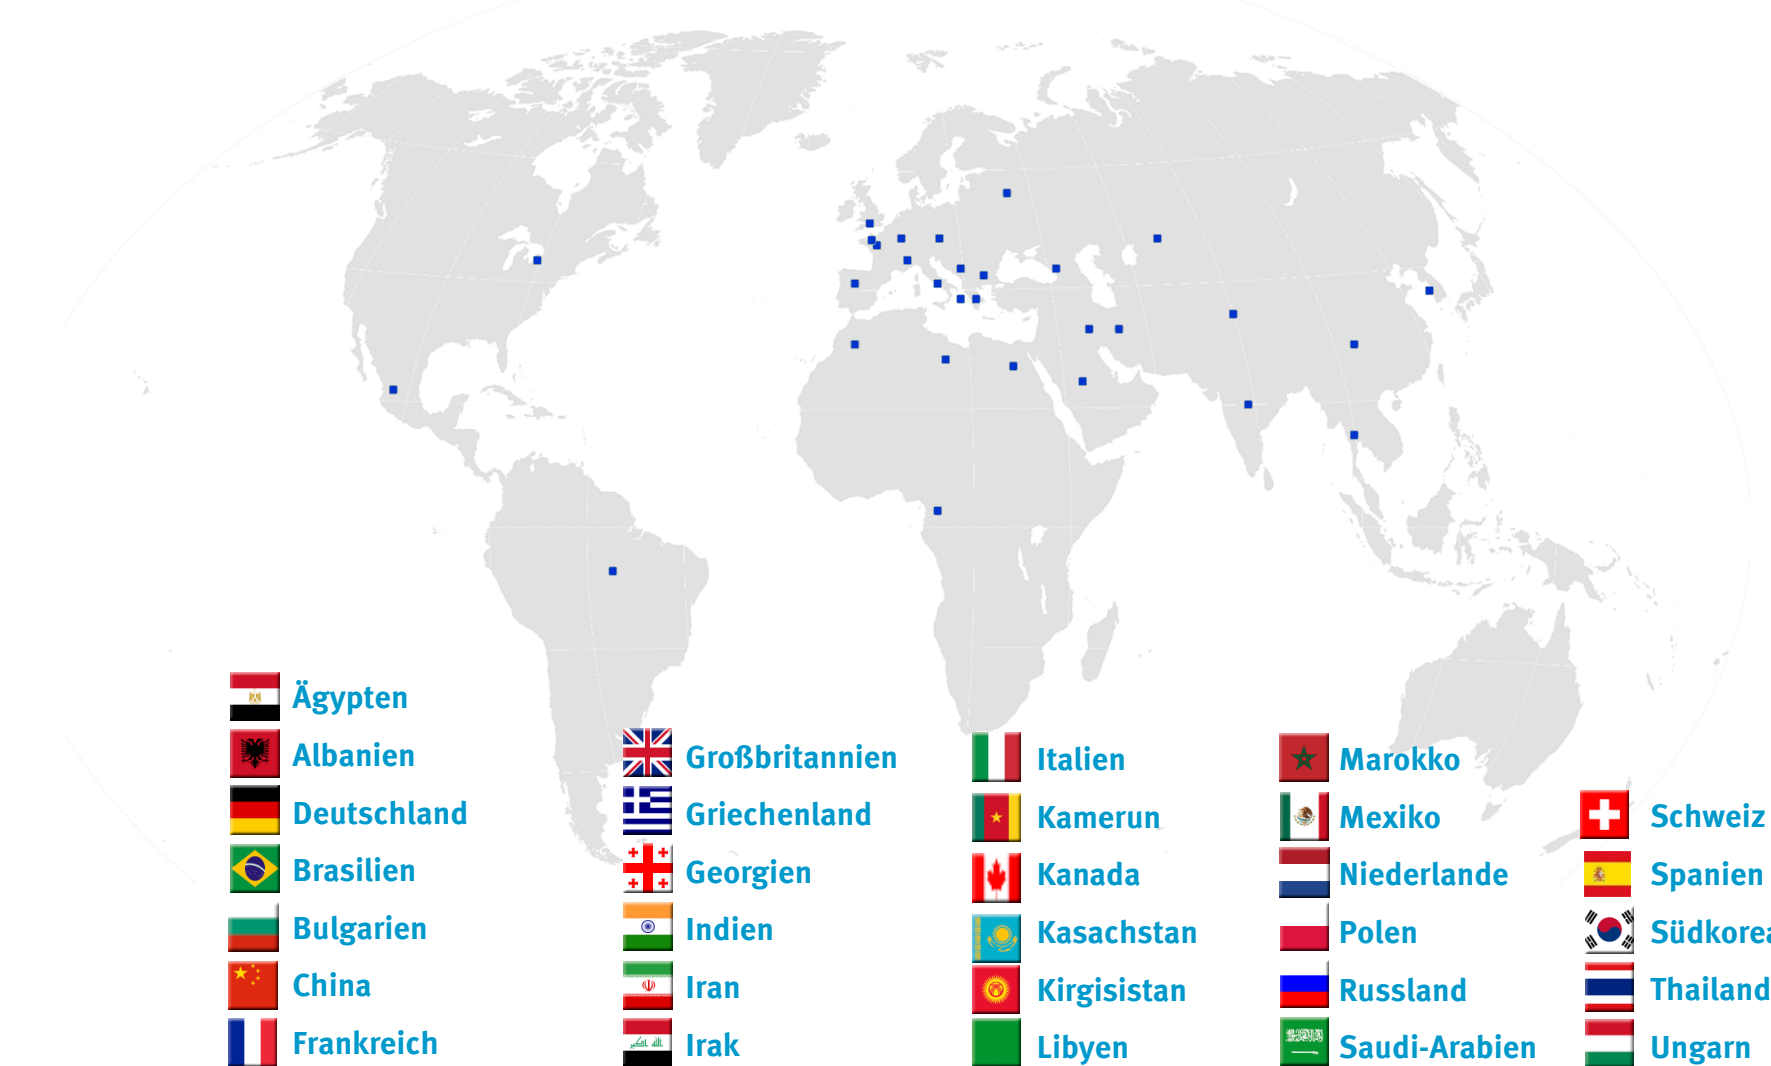 Ägypten
Albanien
Deutschland
Brasilien
Bulgarien
China
Frankreich
Großbritannien
Griechenland
Georgien
Indien
Iran
Irak
Italien
Kamerun
Kanada
Kasachstan
Kirgisistan
Libyen
Marokko
Mexiko
Niederlande
Polen
Russland
Saudi-Arabien
Schweiz
Spanien
Südkorea
Thailand
Ungarn